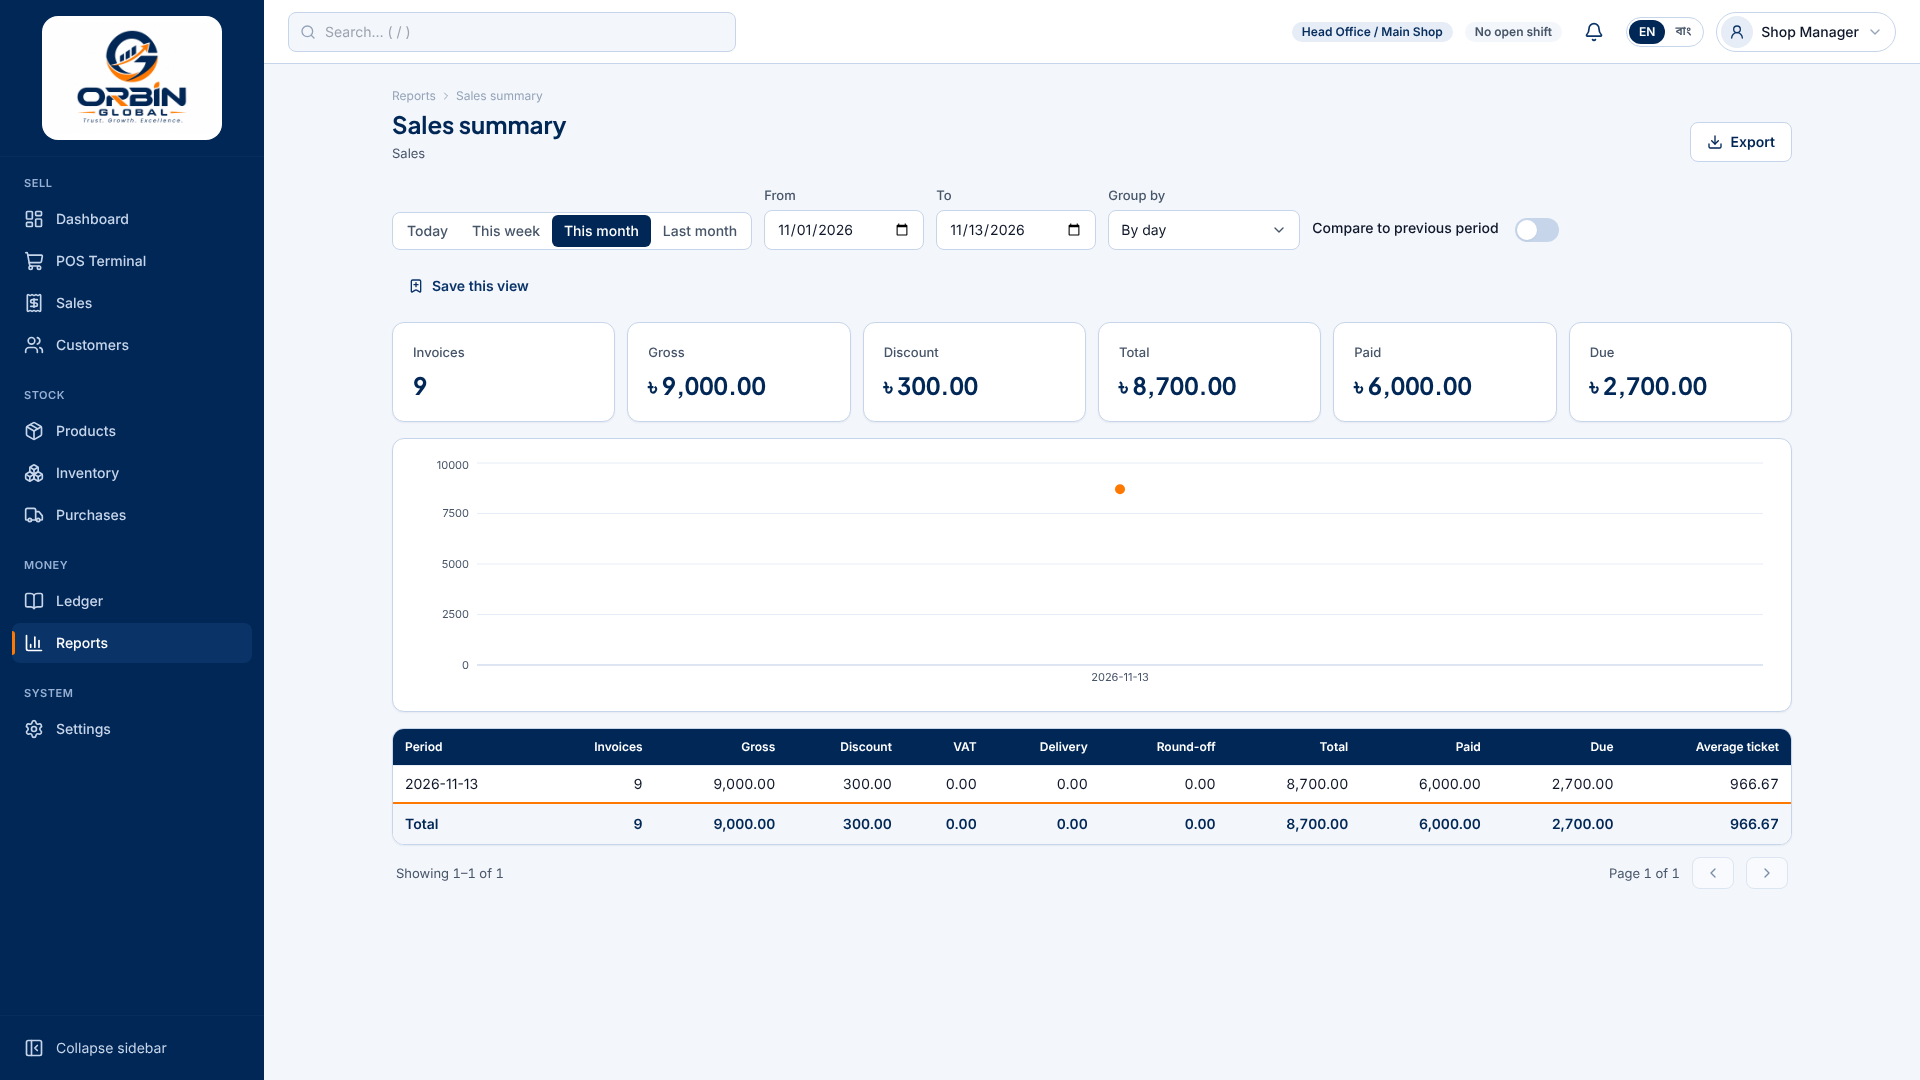 ORBIN
GLOBAL
Trust. Growth. Excellence.
SELL
Dashboard
POS Terminal
Sales
Customers
STOCK
Products
Inventory
Purchases
MONEY
Ledger
Reports
SYSTEM
Settings
Collapse sidebar
Search... ( / )
Head Office / Main Shop
No open shift
EN বাং
Shop Manager
Reports > Sales summary
Sales summary
Sales
Export
Today This week This month Last month
From
11/01/2026
To
11/13/2026
Group by
By day
Compare to previous period
Save this view
Invoices
9
Gross
৳ 9,000.00
Discount
৳ 300.00
Total
৳ 8,700.00
Paid
৳ 6,000.00
Due
৳ 2,700.00
10000
7500
5000
2500
0
2026-11-13
Period Invoices Gross Discount VAT Delivery Round-off Total Paid Due Average ticket
2026-11-13 9 9,000.00 300.00 0.00 0.00 0.00 8,700.00 6,000.00 2,700.00 966.67
Total 9 9,000.00 300.00 0.00 0.00 0.00 8,700.00 6,000.00 2,700.00 966.67
Showing 1–1 of 1
Page 1 of 1